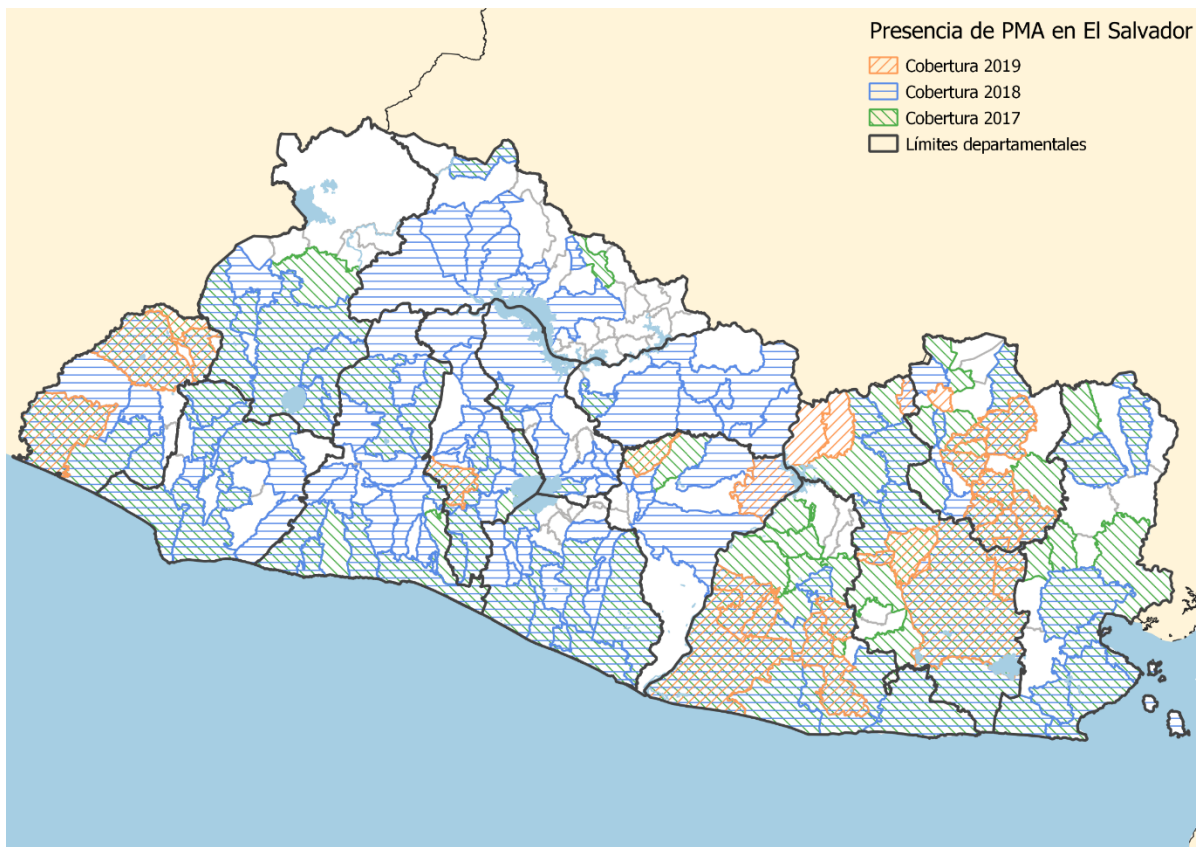 Presencia de PMA en El Salvador
Cobertura 2019
Cobertura 2018
Cobertura 2017
Límites departamentales